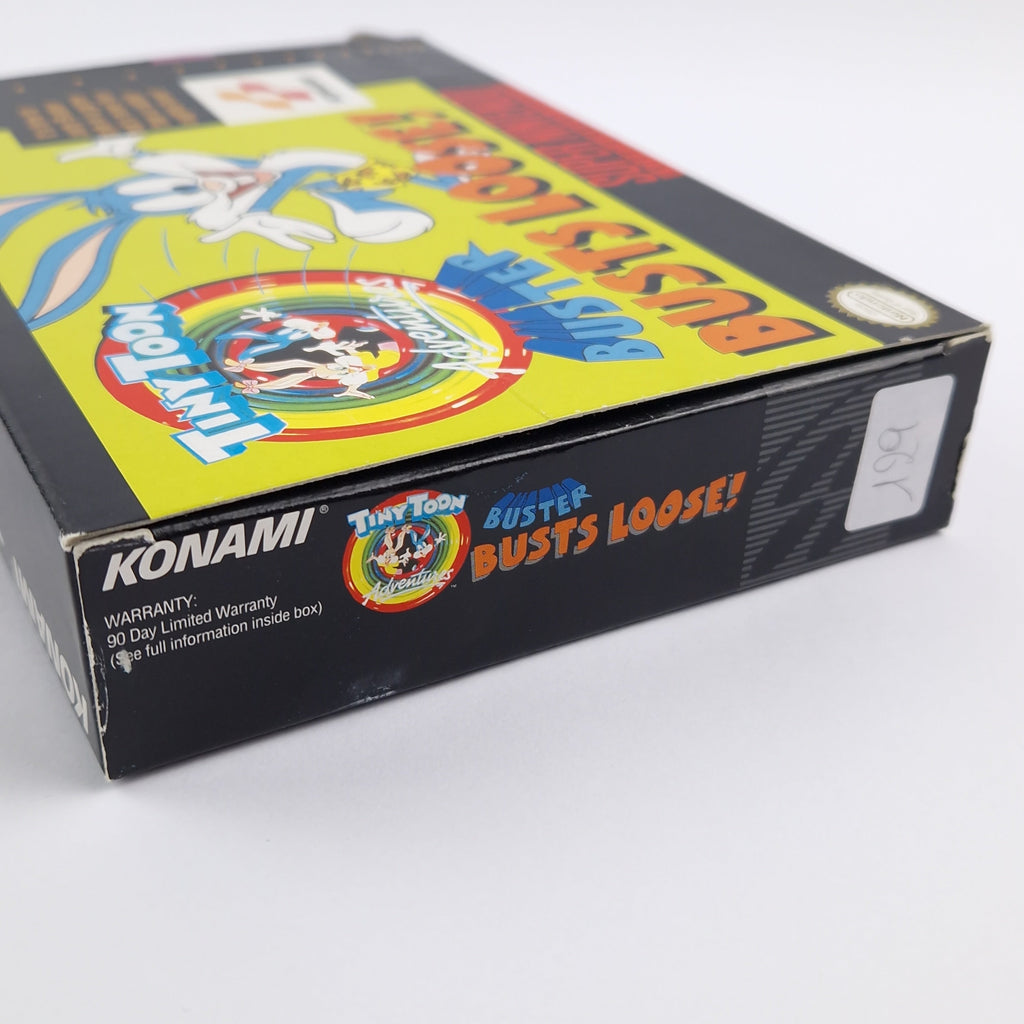 KONAMI®
WARRANTY:
90 Day Limited Warranty
(See full information inside box)
TINY TOON
Adventures
BUSTER
BUSTS LOOSE!
TINY TOON
Adventures
BUSTER
BUSTS LOOSE!
KONAMI